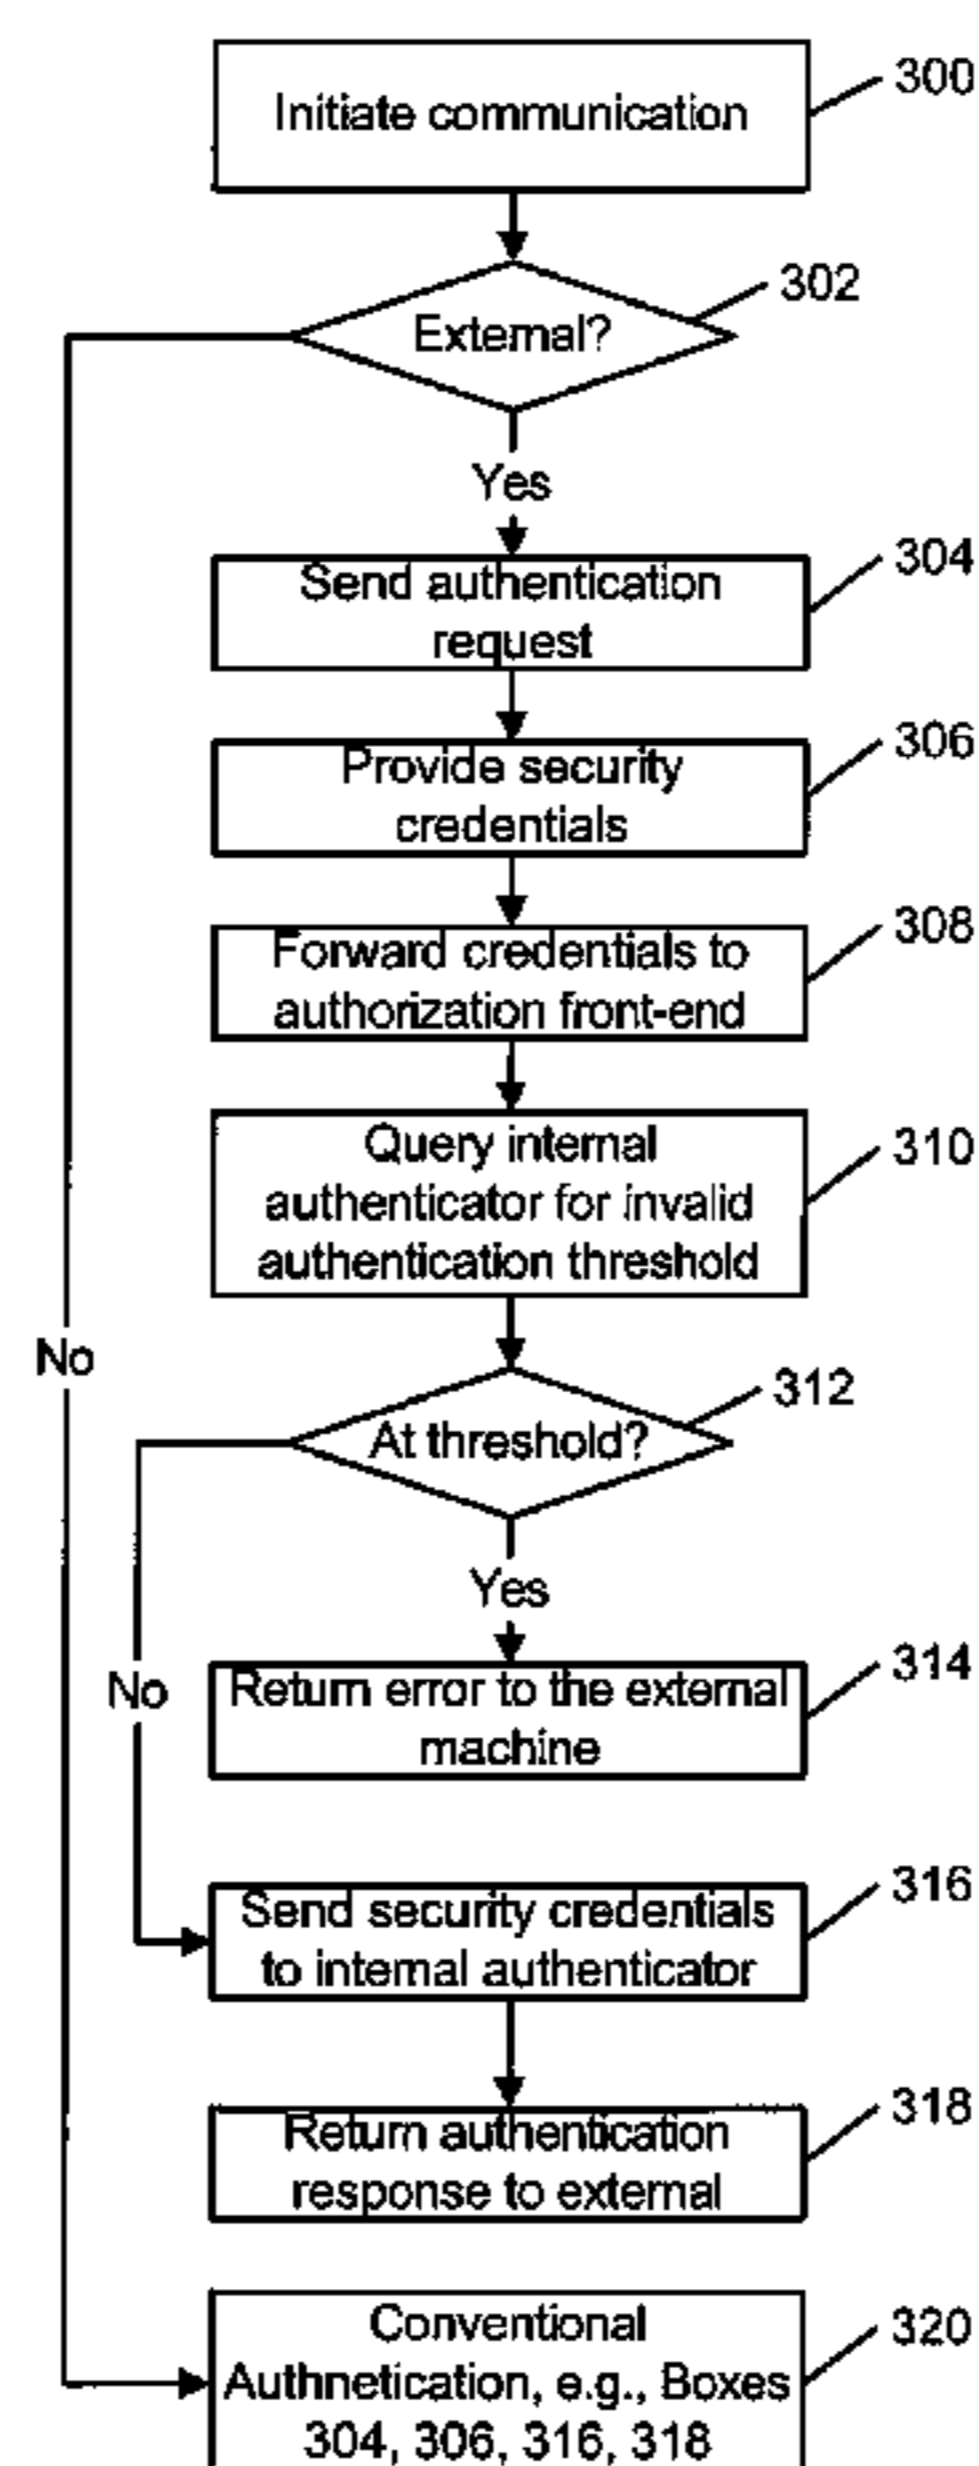 Initiate communication
300
External?
302
Yes
Send authentication
request
304
Provide security
credentials
306
Forward credentials to
authorization front-end
308
Query internal
authenticator for invalid
authentication threshold
310
No
At threshold?
312
Yes
Return error to the external
machine
314
No
Send security credentials
to internal authenticator
316
Return authentication
response to external
318
Conventional
Authnetication, e.g., Boxes
304, 306, 316, 318
320